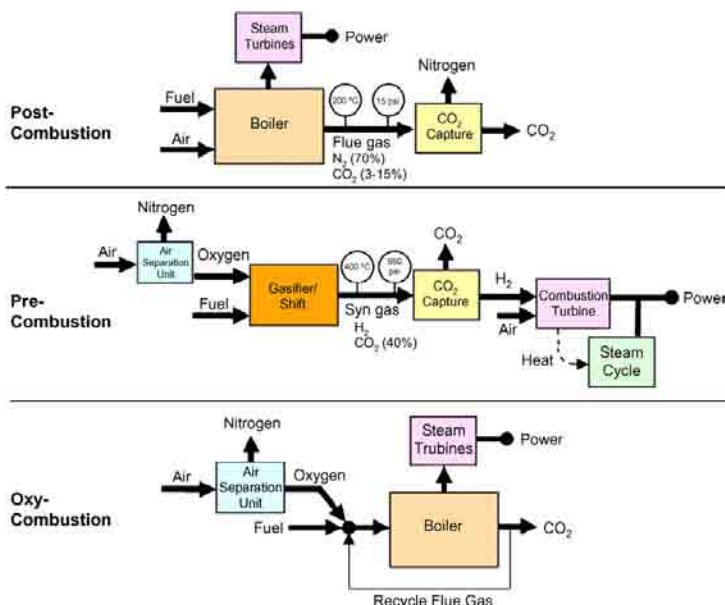 Steam
Turbines
Power
Nitrogen
Post-
Combustion
Fuel
Air
Boiler
200 °C
15 psi
CO2
Capture
CO2
Flue gas
N2 (70%)
CO2 (3-15%)
Nitrogen
Air
Air
Separation
Unit
Oxygen
Pre-
Combustion
Fuel
Gasifier/
Shift
400 °C
psi
Syn gas
H2
CO2 (40%)
CO2
CO2
Capture
H2
Air
Combustion
Turbine
Power
Heat
Steam
Cycle
Nitrogen
Oxy-
Combustion
Air
Air
Separation
Unit
Oxygen
Fuel
Steam
Trubines
Power
Boiler
CO2
Recycle Flue Gas